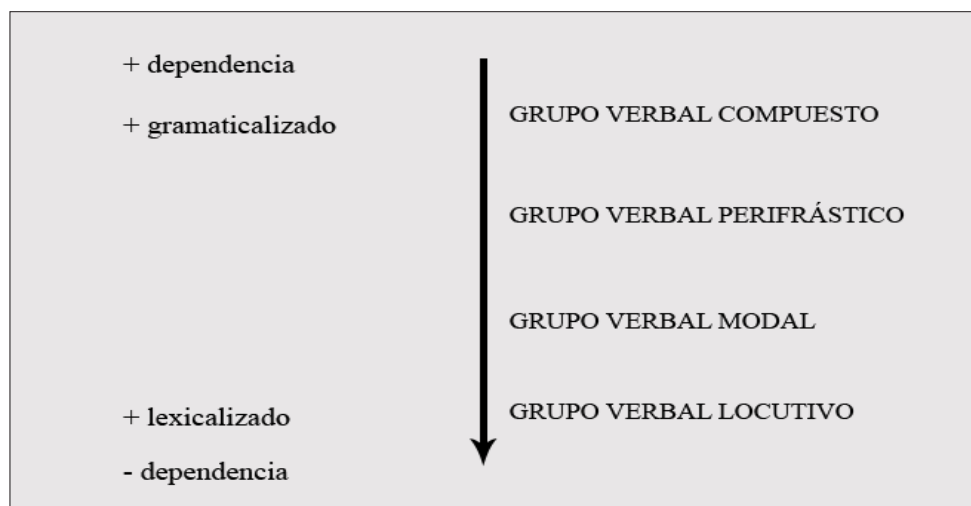 + dependencia
+ gramaticalizado
GRUPO VERBAL COMPUESTO
GRUPO VERBAL PERIFRÁSTICO
GRUPO VERBAL MODAL
+ lexicalizado
GRUPO VERBAL LOCUTIVO
- dependencia